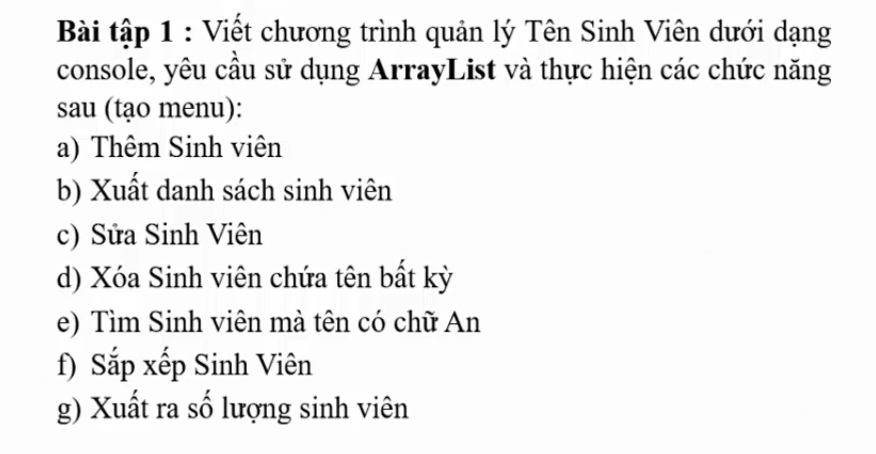 Bài tập 1 : Viết chương trình quản lý Tên Sinh Viên dưới dạng
console, yêu cầu sử dụng ArrayList và thực hiện các chức năng
sau (tạo menu):
a) Thêm Sinh viên
b) Xuất danh sách sinh viên
c) Sửa Sinh Viên
d) Xóa Sinh viên chứa tên bất kỳ
e) Tìm Sinh viên mà tên có chữ An
f) Sắp xếp Sinh Viên
g) Xuất ra số lượng sinh viên